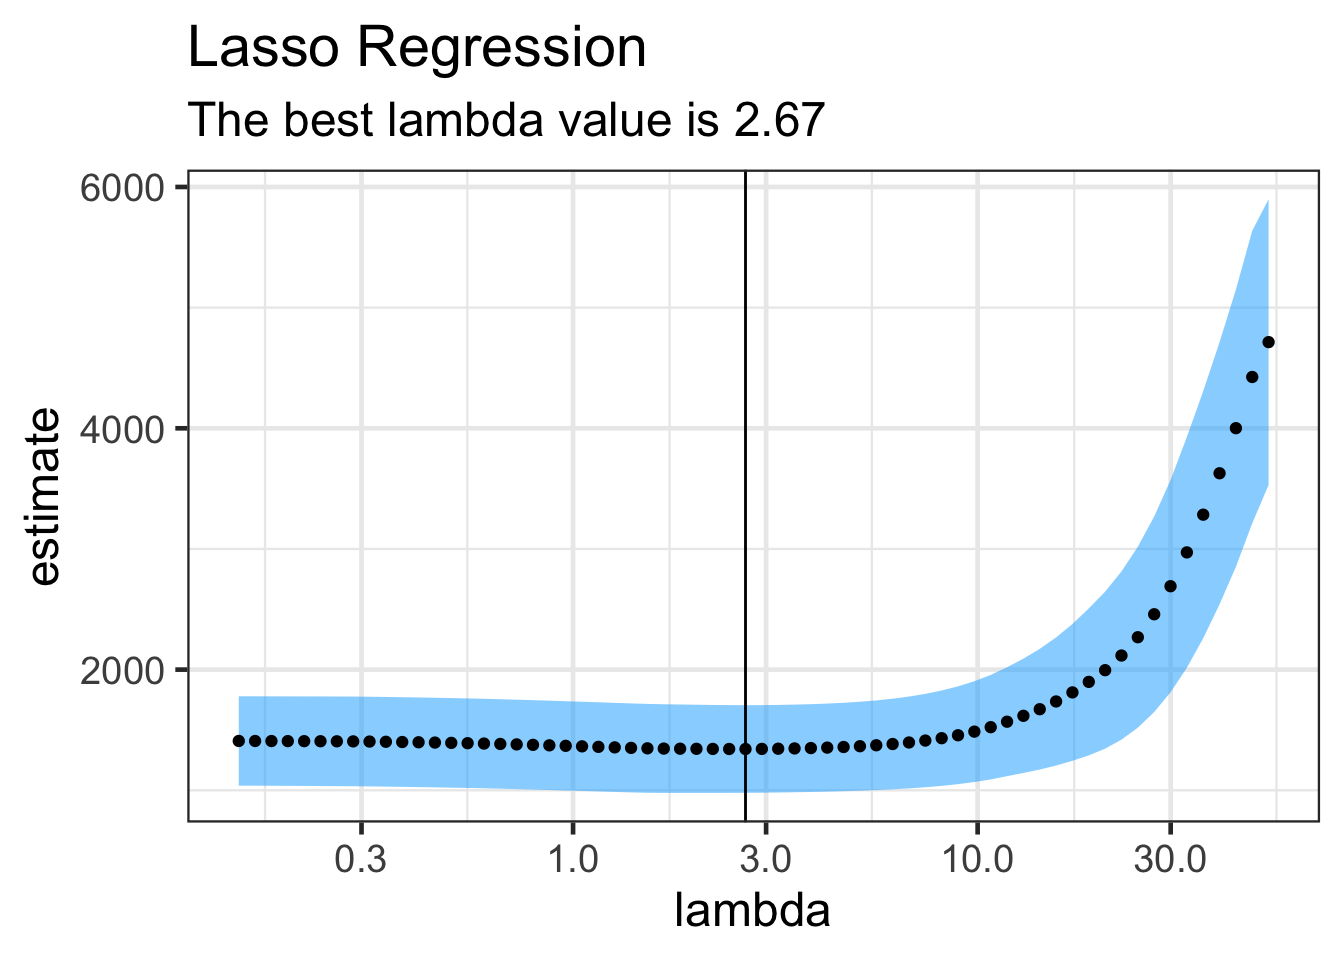 Lasso Regression
The best lambda value is 2.67
6000
4000
2000
estimate
0.3 1.0 3.0 10.0 30.0
lambda